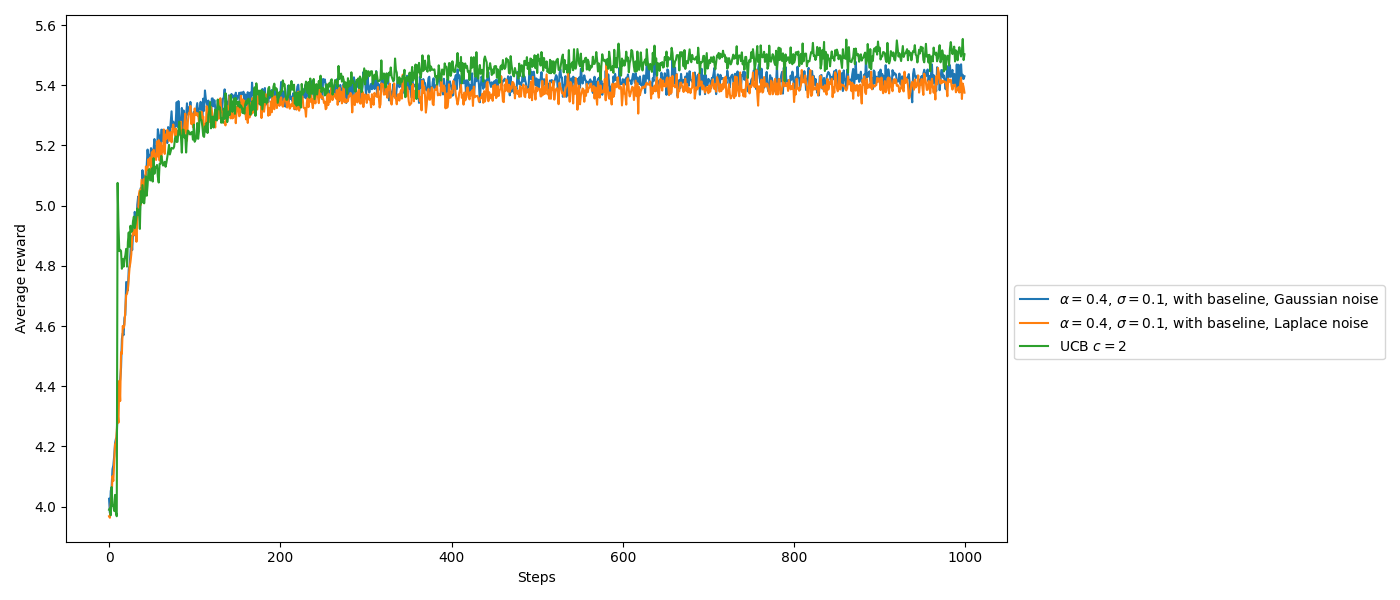 5.6
5.4
5.2
5.0
4.8
4.6
4.4
4.2
4.0
Average reward
0 200 400 600 800 1000
Steps
α = 0.4, σ = 0.1, with baseline, Gaussian noise
α = 0.4, σ = 0.1, with baseline, Laplace noise
UCB c = 2